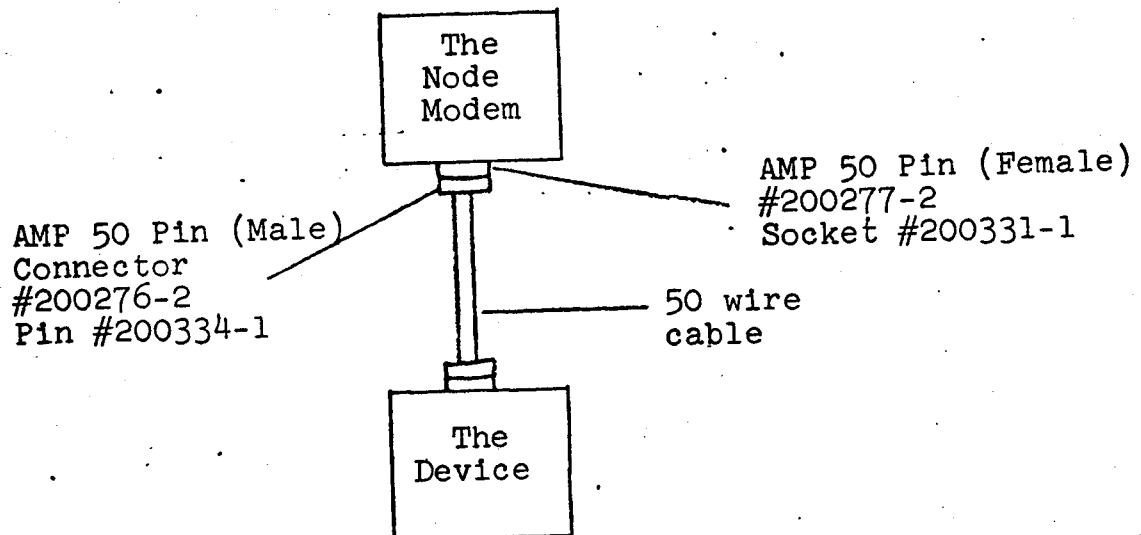 The
Node
Modem
AMP 50 Pin (Female)
#200277-2
Socket #200331-1
AMP 50 Pin (Male)
Connector
#200276-2
Pin #200334-1
50 wire
cable
The
Device